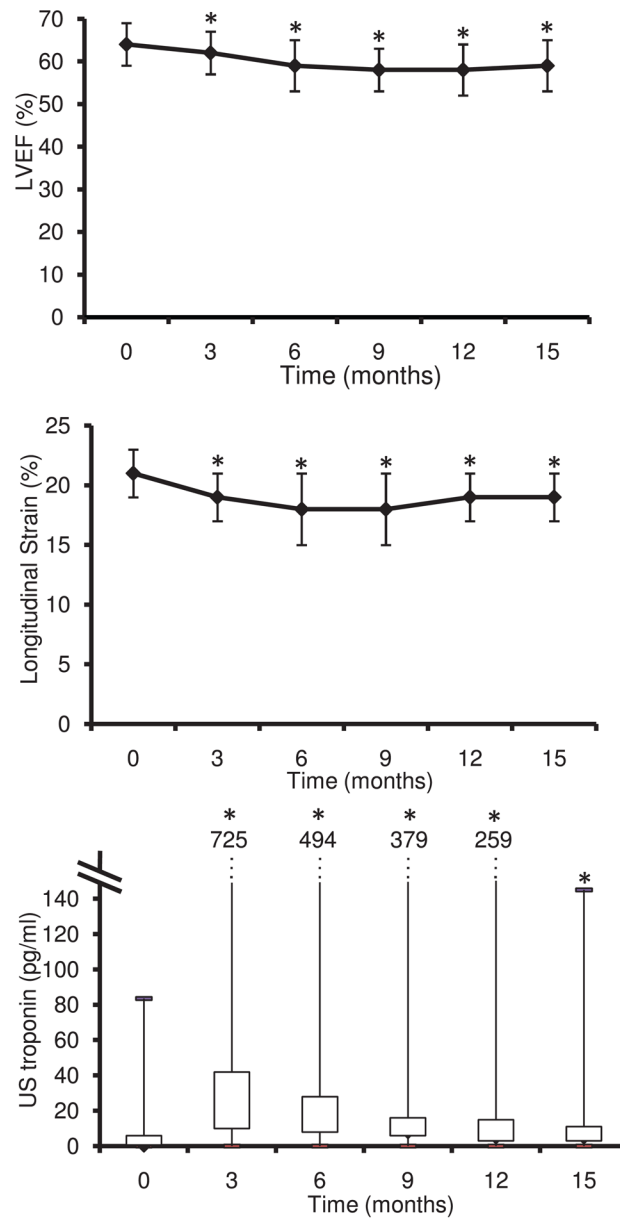 70
60
50
40
30
20
10
0
LVEF (%)
* * * * *
0 3 6 9 12 15
Time (months)
25
20
15
10
5
0
Longitudinal Strain (%)
* * * * *
0 3 6 9 12 15
Time (months)
* * * *
725 494 379 259
*
140
120
100
80
60
40
20
0
US troponin (pg/ml)
0 3 6 9 12 15
Time (months)